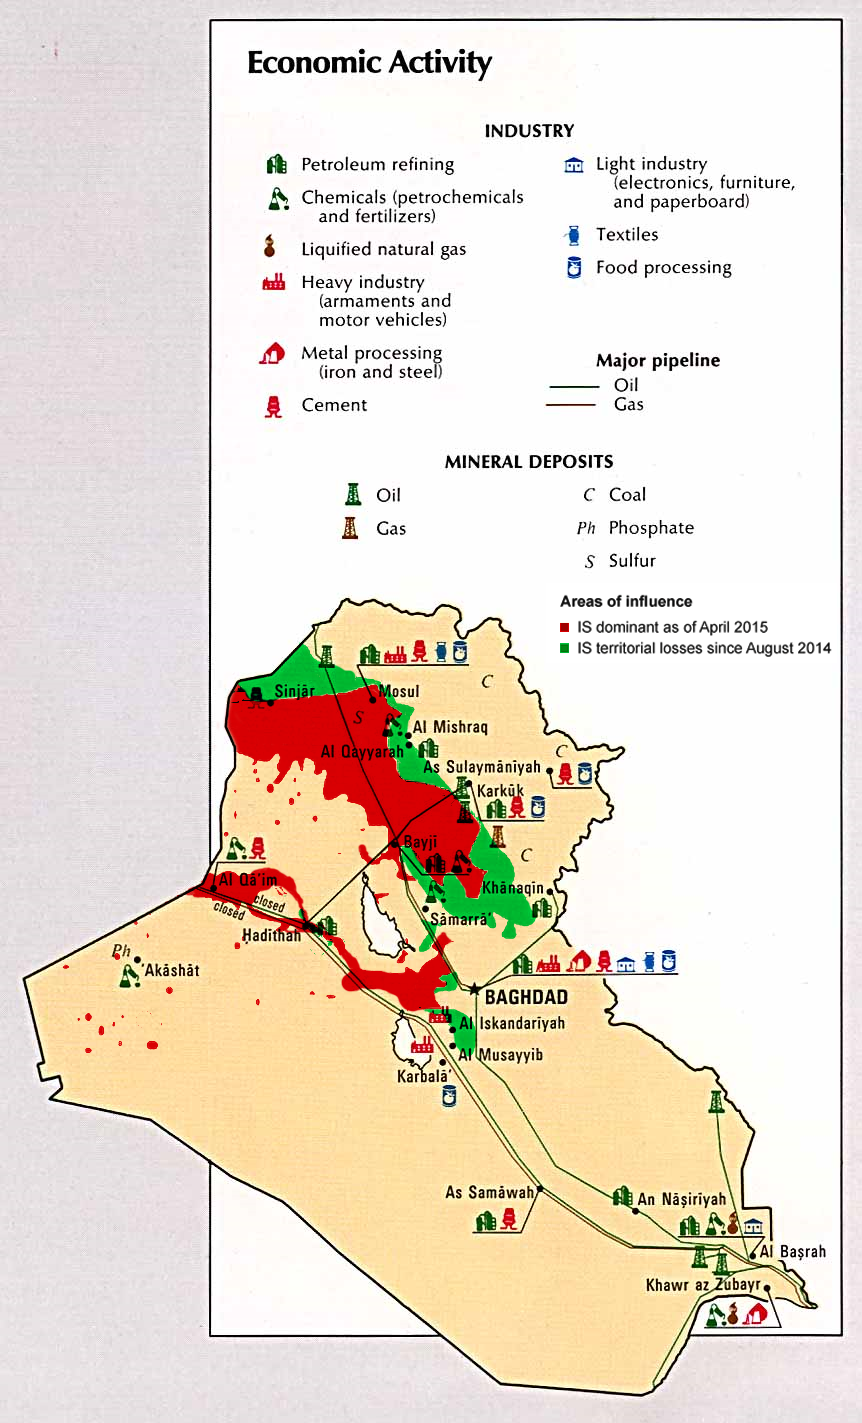 Economic Activity
INDUSTRY
Petroleum refining
Chemicals (petrochemicals
and fertilizers)
Liquified natural gas
Heavy industry
(armaments and
motor vehicles)
Metal processing
(iron and steel)
Cement
Light industry
(electronics, furniture,
and paperboard)
Textiles
Food processing
Major pipeline
Oil
Gas
MINERAL DEPOSITS
Oil
Gas
C Coal
Ph Phosphate
S Sulfur
Areas of influence
IS dominant as of April 2015
IS territorial losses since August 2014
C
Sinjār
Mosul
S
Al Mishraq
Al Qayyarah
C
As Sulaymānīyah
Karkūk
Bayjī
C
Al Qā'im
Khānaqīn
closed
closed
Sāmarrā'
Ḥadīthah
Ph
'Akāshāt
BAGHDAD
Al Iskandarīyah
Al Musayyib
Karbalā'
As Samāwah
An Nāşirīyah
Al Başrah
Khawr az Zubayr